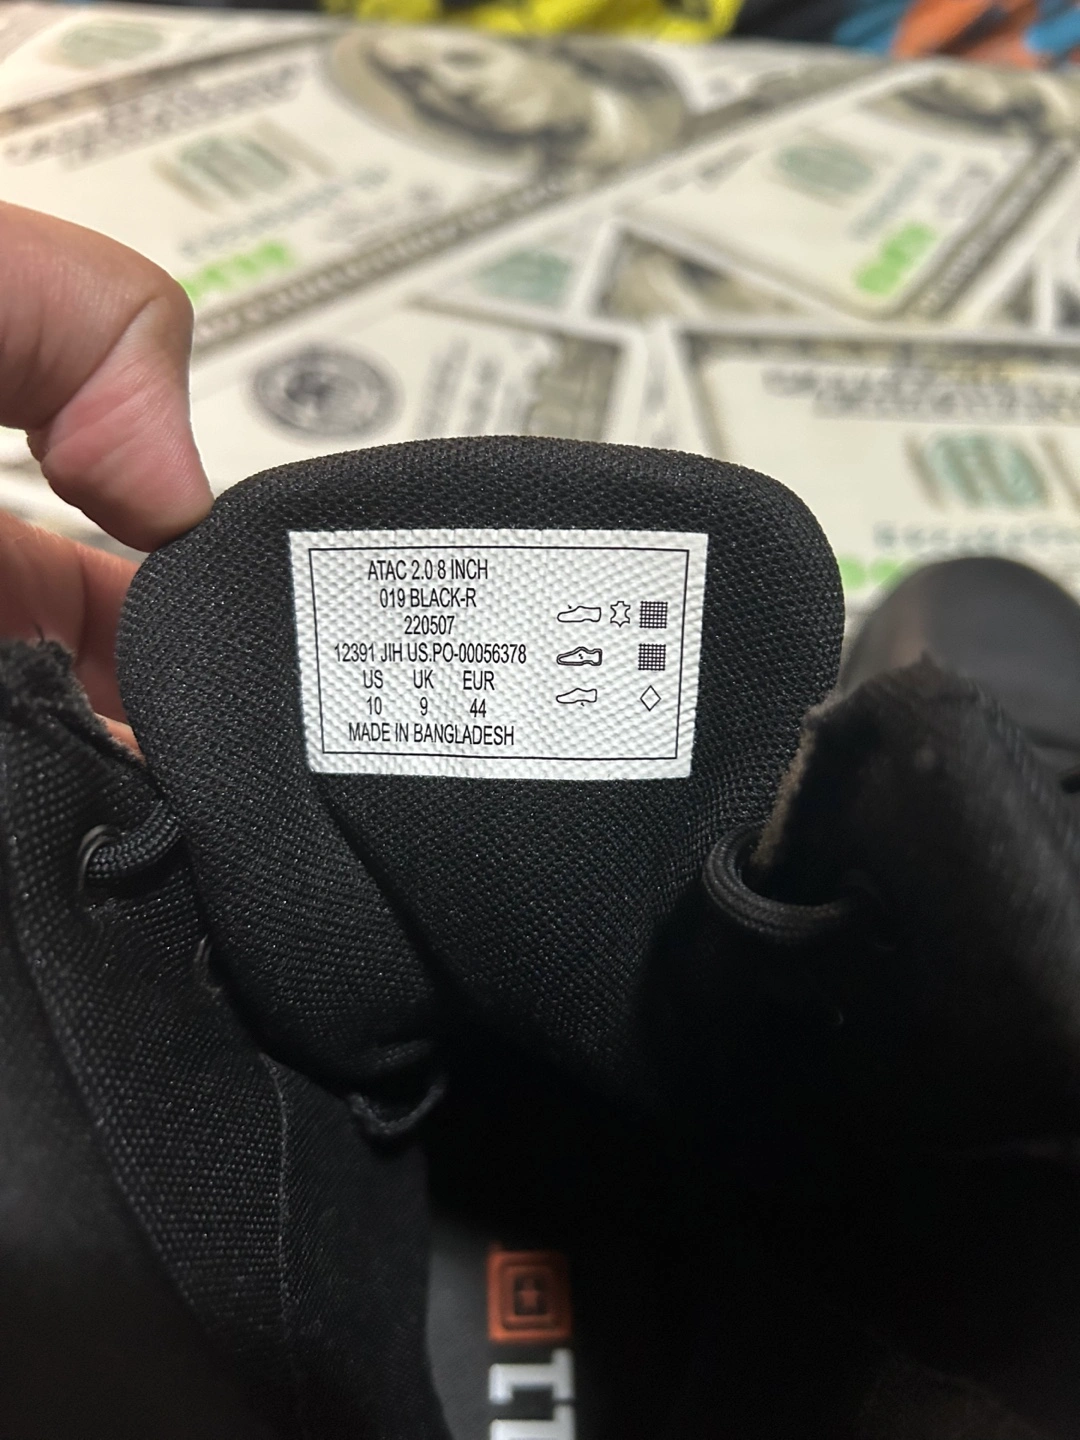 ATAC 2.0 8 INCH
019 BLACK-R
220507
12391 JIH US.PO-00056378
US UK EUR
10 9 44
MADE IN BANGLADESH